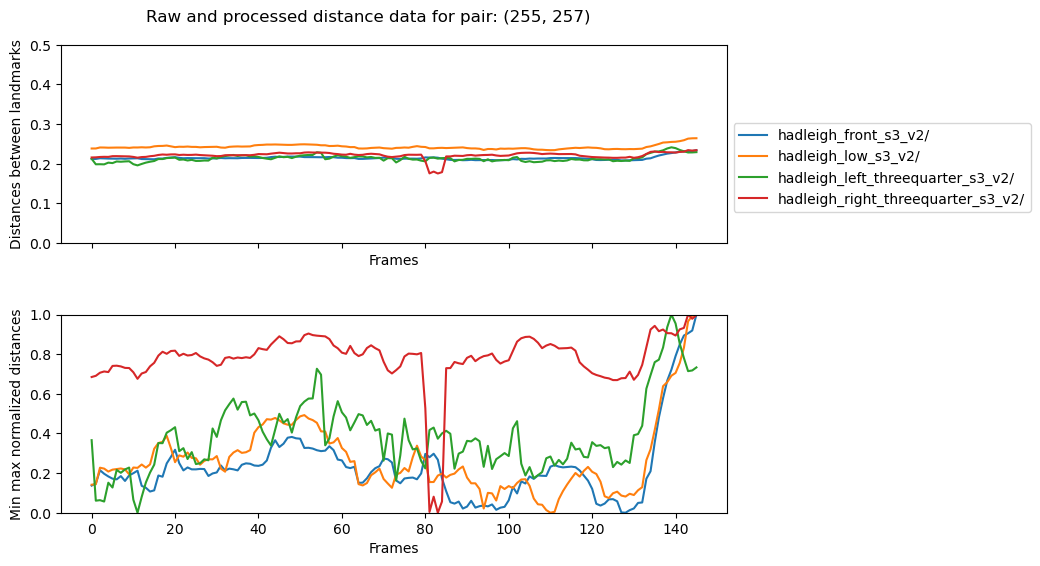 Raw and processed distance data for pair: (255, 257)
Distances between landmarks
0.5
0.4
0.3
0.2
0.1
0.0
Frames
hadleigh_front_s3_v2/
hadleigh_low_s3_v2/
hadleigh_left_threequarter_s3_v2/
hadleigh_right_threequarter_s3_v2/
Min max normalized distances
1.0
0.8
0.6
0.4
0.2
0.0
0 20 40 60 80 100 120 140
Frames